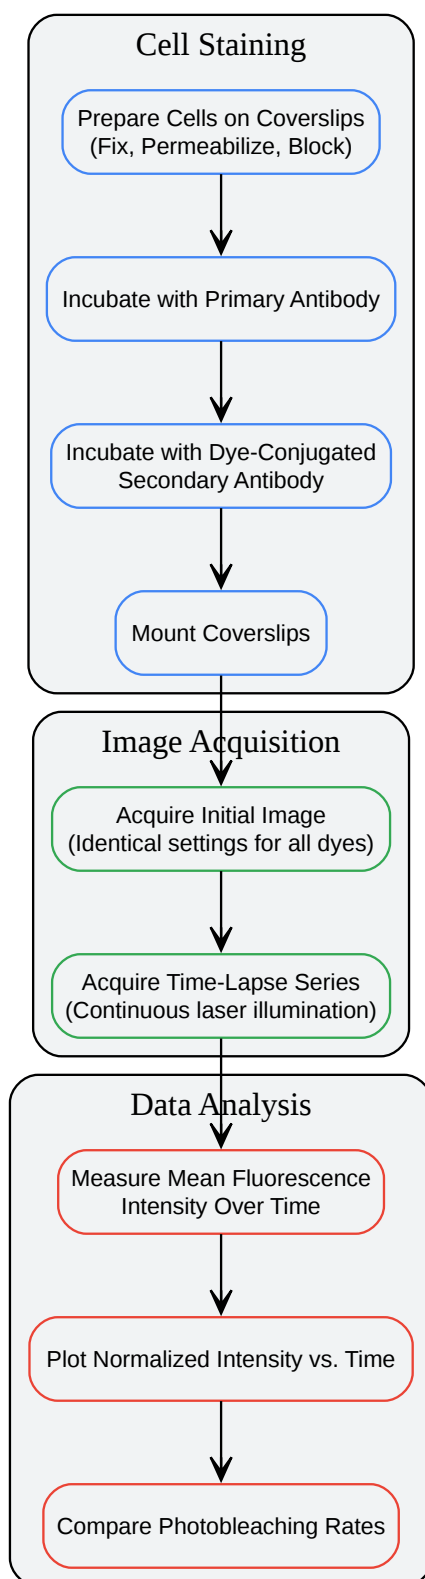 Cell Staining
Prepare Cells on Coverslips
(Fix, Permeabilize, Block)
Incubate with Primary Antibody
Incubate with Dye-Conjugated
Secondary Antibody
Mount Coverslips
Image Acquisition
Acquire Initial Image
(Identical settings for all dyes)
Acquire Time-Lapse Series
(Continuous laser illumination)
Data Analysis
Measure Mean Fluorescence
Intensity Over Time
Plot Normalized Intensity vs. Time
Compare Photobleaching Rates